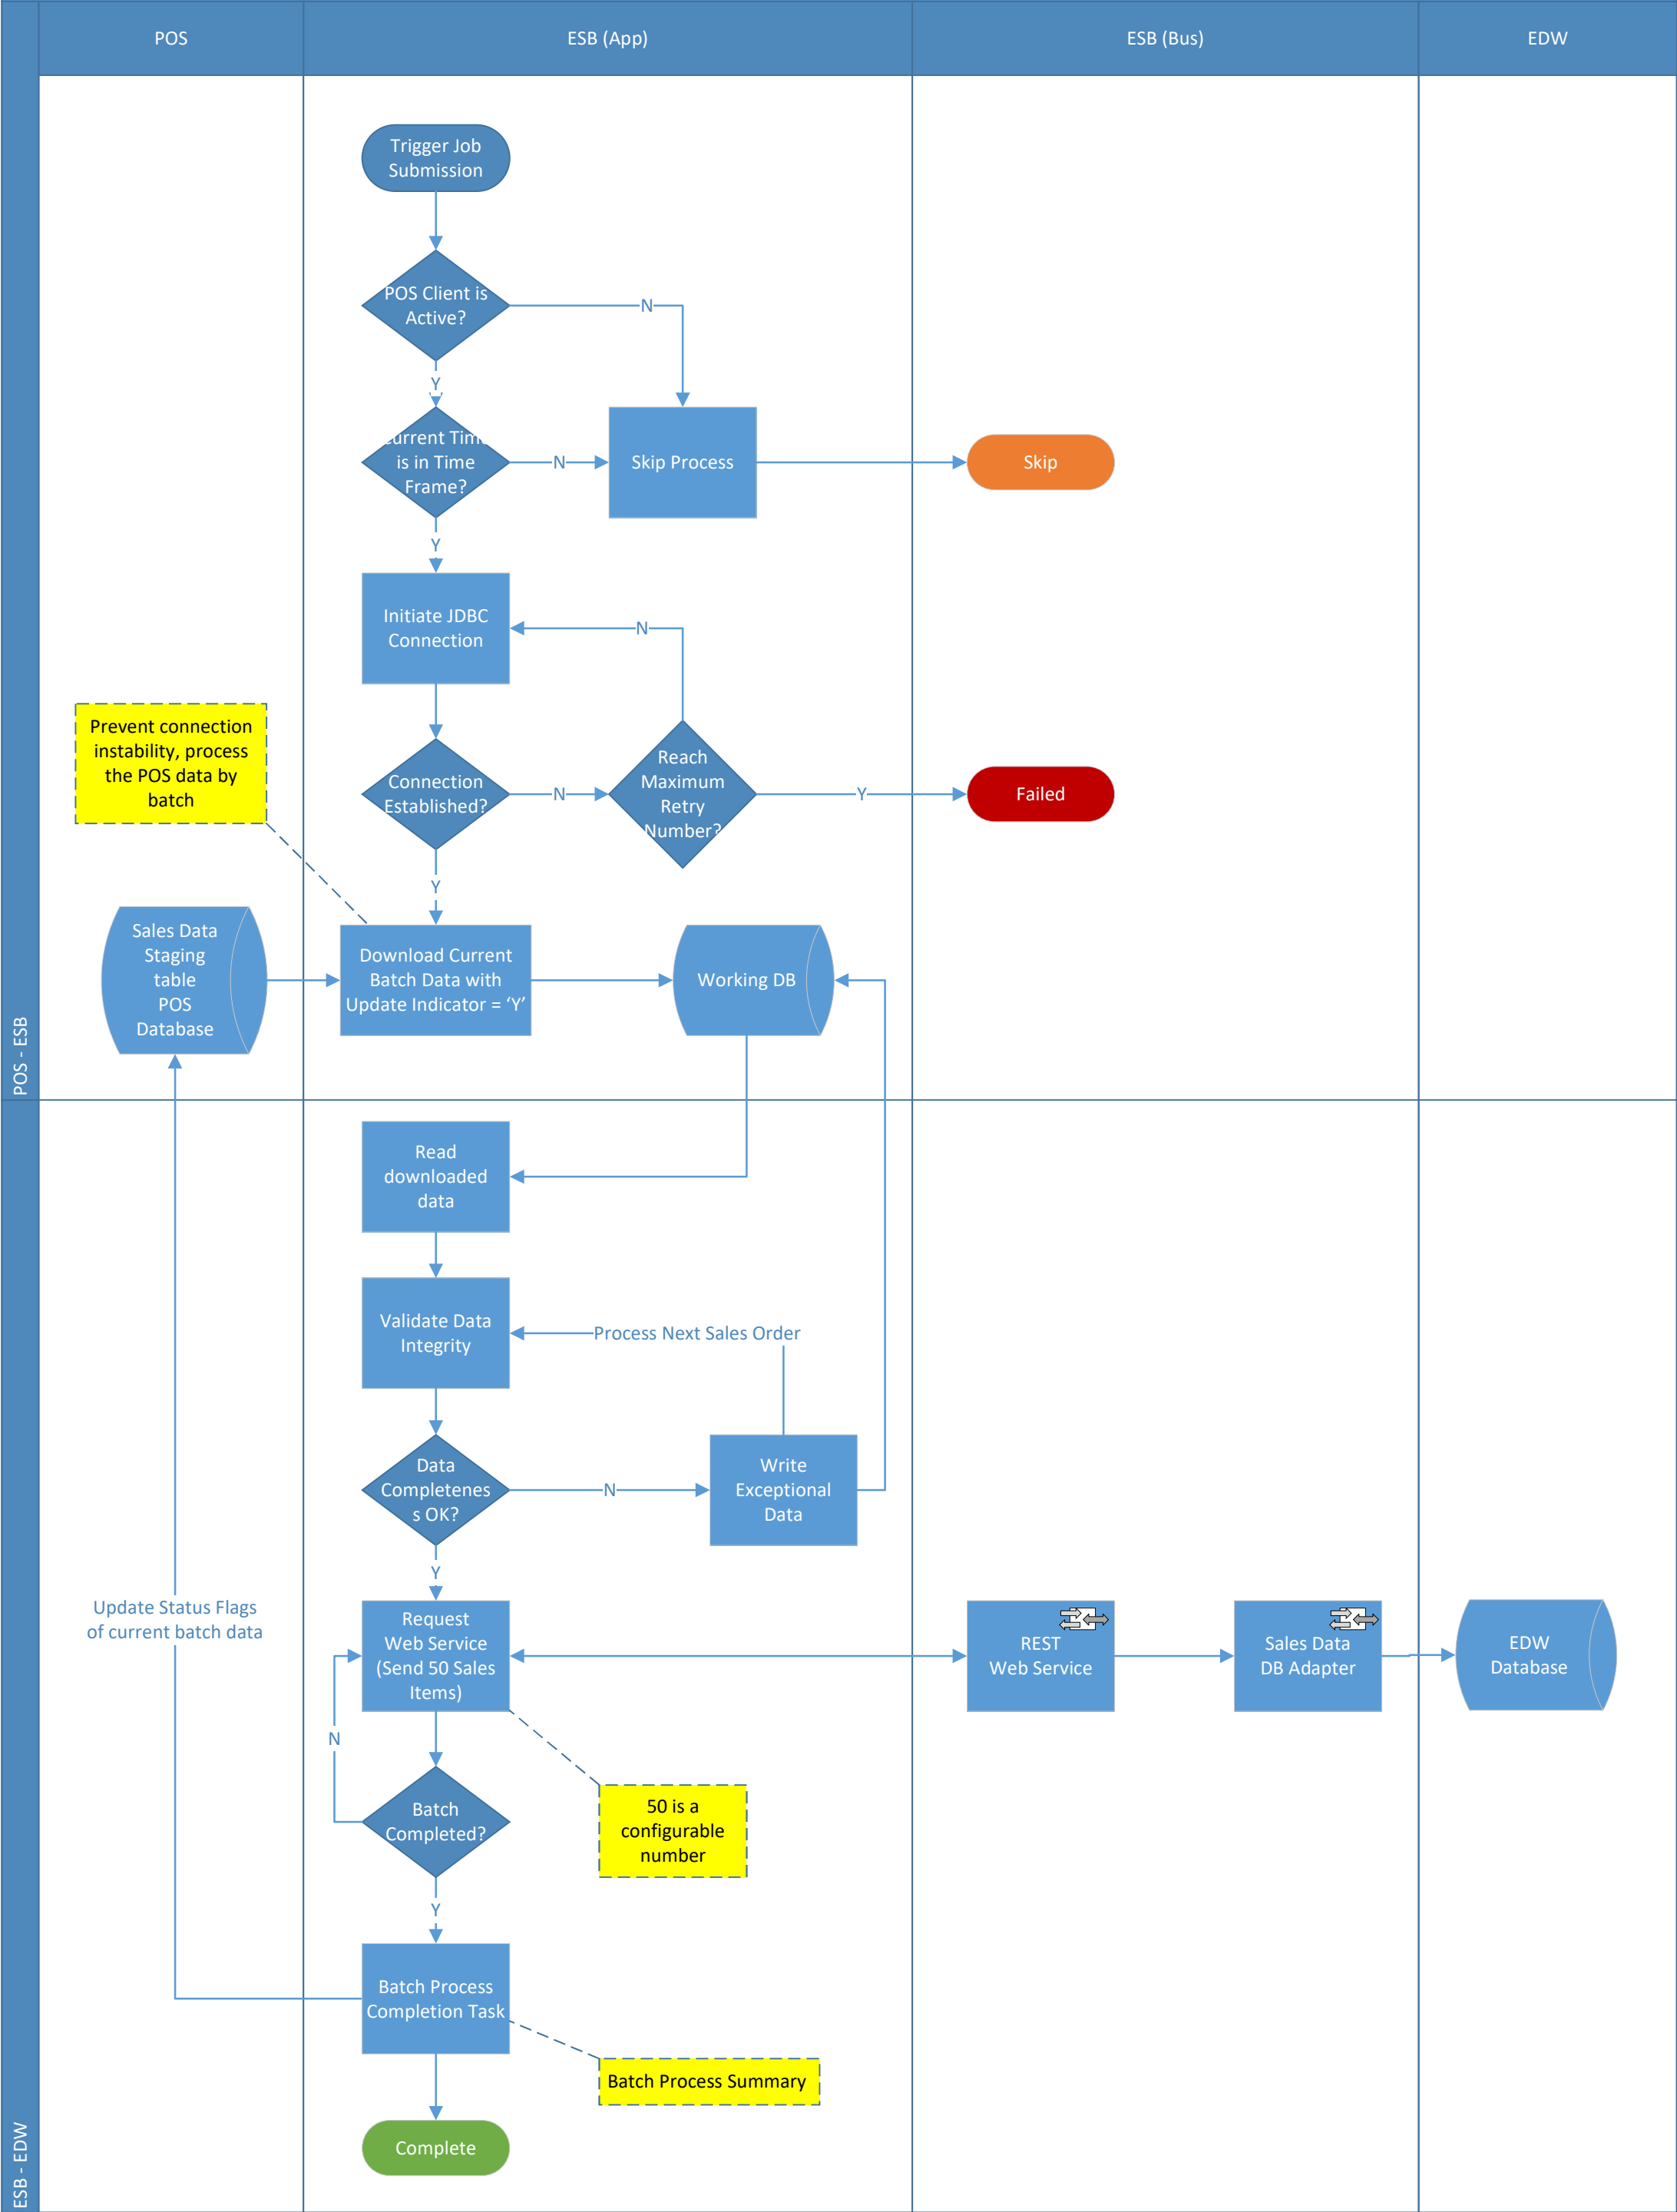 POS
ESB (App)
ESB (Bus)
EDW
POS - ESB
Trigger Job
Submission
POS Client is
Active?
N
Y
Current Time
is in Time
Frame?
N
Skip Process
Skip
Y
Initiate JDBC
Connection
N
Prevent connection
instability, process
the POS data by
batch
Connection
Established?
N
Reach
Maximum
Retry
Number?
Y
Failed
Y
Sales Data
Staging
table
POS
Database
Download Current
Batch Data with
Update Indicator = ‘Y’
Working DB
ESB - EDW
Read
downloaded
data
Validate Data
Integrity
Process Next Sales Order
Data
Completenes
s OK?
N
Write
Exceptional
Data
Y
Update Status Flags
of current batch data
Request
Web Service
(Send 50 Sales
Items)
REST
Web Service
Sales Data
DB Adapter
EDW
Database
N
Batch
Completed?
50 is a
configurable
number
Y
Batch Process
Completion Task
Batch Process Summary
Complete